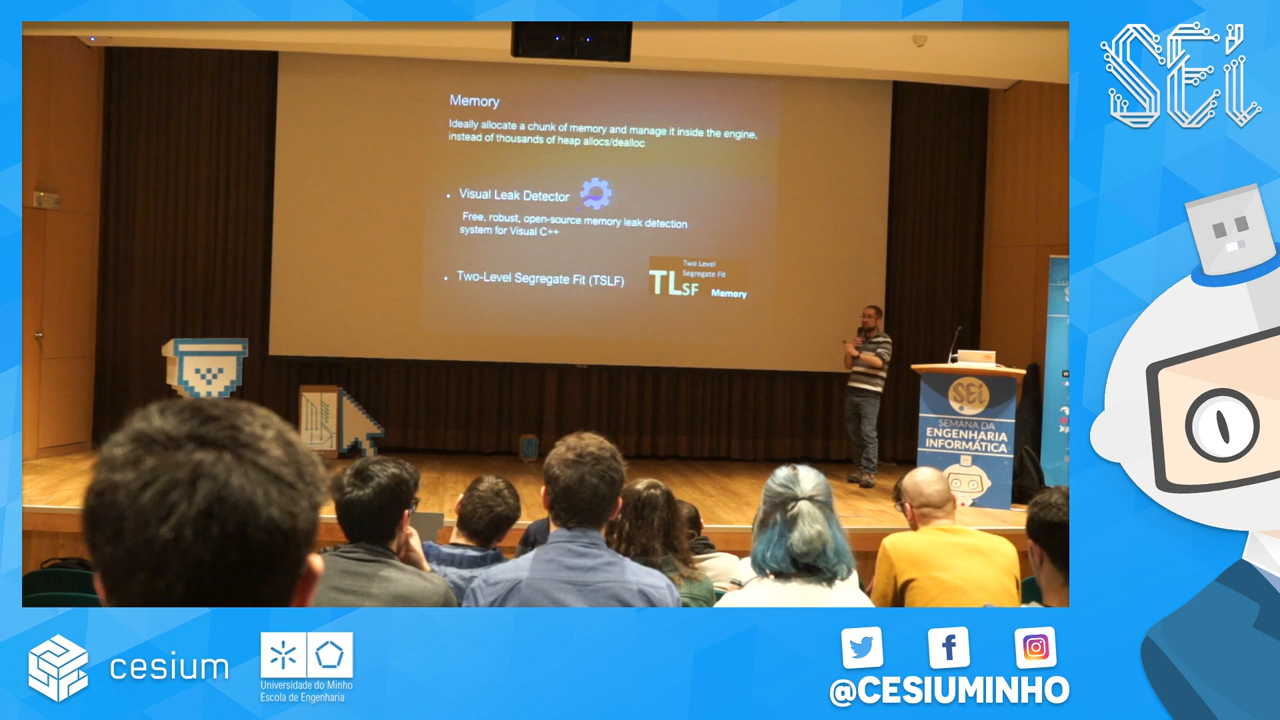 SEi
Memory
Ideally allocate a chunk of memory and manage it inside the engine,
instead of thousands of heap allocs/dealloc
• Visual Leak Detector
Free, robust, open-source memory leak detection
system for Visual C++
• Two-Level Segregate Fit (TSLF)
Two Level
Segregate Fit
TLSF Memory
SEi
SEMANA DA
ENGENHARIA
INFORMÁTICA
cesium
Universidade do Minho
Escola de Engenharia
@CESIUMINHO